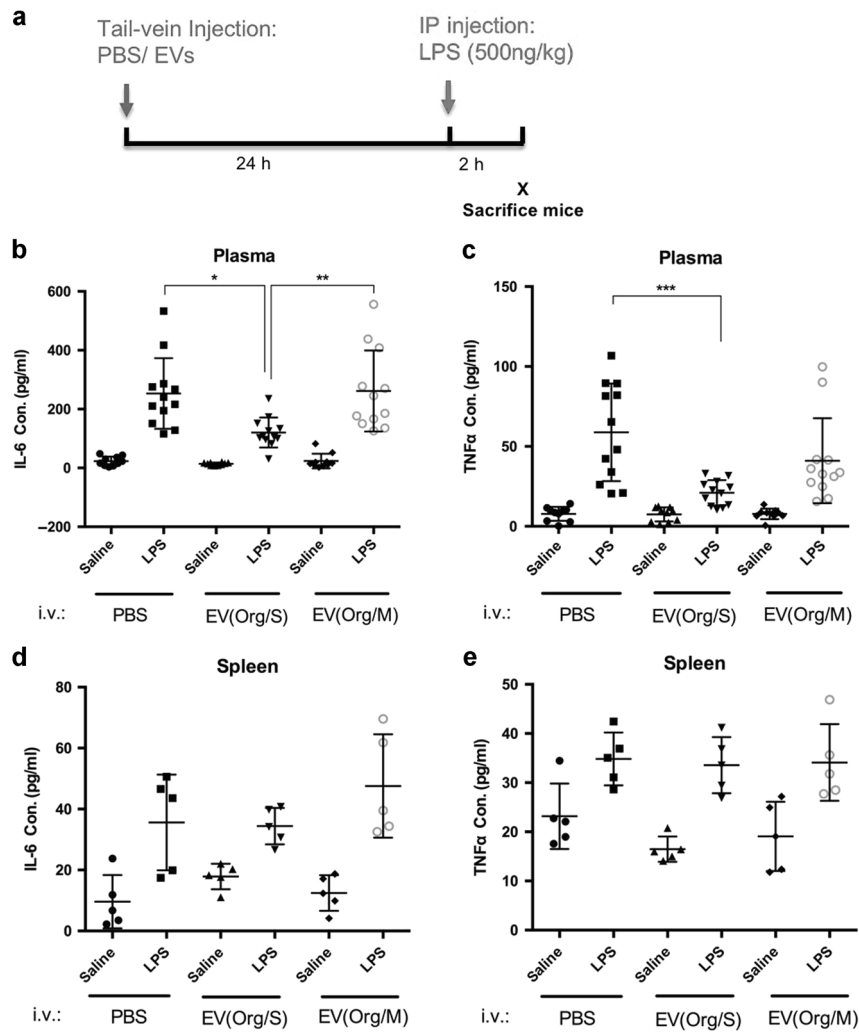 a
Tail-vein Injection:
PBS/ EVs
IP injection:
LPS (500ng/kg)
24 h
2 h
X
Sacrifice mice
b
Plasma
*
**
600
400
200
0
–200
IL-6 Con. (pg/ml)
Saline
LPS
Saline
LPS
Saline
LPS
i.v.:
PBS
EV(Org/S)
EV(Org/M)
c
Plasma
***
150
100
50
0
TNFα Con. (pg/ml)
Saline
LPS
Saline
LPS
Saline
LPS
i.v.:
PBS
EV(Org/S)
EV(Org/M)
d
Spleen
80
60
40
20
0
IL-6 Con. (pg/ml)
Saline
LPS
Saline
LPS
Saline
LPS
i.v.:
PBS
EV(Org/S)
EV(Org/M)
e
Spleen
50
40
30
20
10
0
TNFα Con. (pg/ml)
Saline
LPS
Saline
LPS
Saline
LPS
i.v.:
PBS
EV(Org/S)
EV(Org/M)